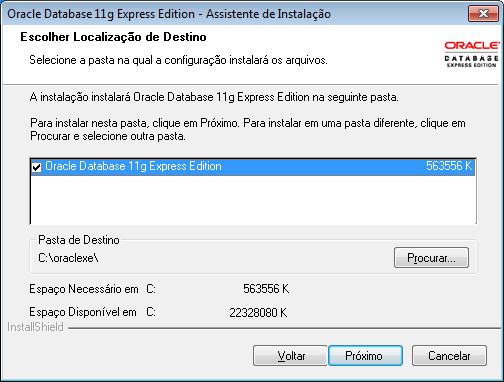 Oracle Database 11g Express Edition - Assistente de Instalação
Escolher Localização de Destino
Selecione a pasta na qual a configuração instalará os arquivos.
ORACLE
DATABASE
EXPRESS EDITION
A instalação instalará Oracle Database 11g Express Edition na seguinte pasta.
Para instalar nesta pasta, clique em Próximo. Para instalar em uma pasta diferente, clique em
Procurar e selecione outra pasta.
Oracle Database 11g Express Edition 563556 K
Pasta de Destino
C:\oraclexe\
Procurar...
Espaço Necessário em C: 563556 K
Espaço Disponível em C: 22328080 K
InstallShield
Voltar Próximo Cancelar